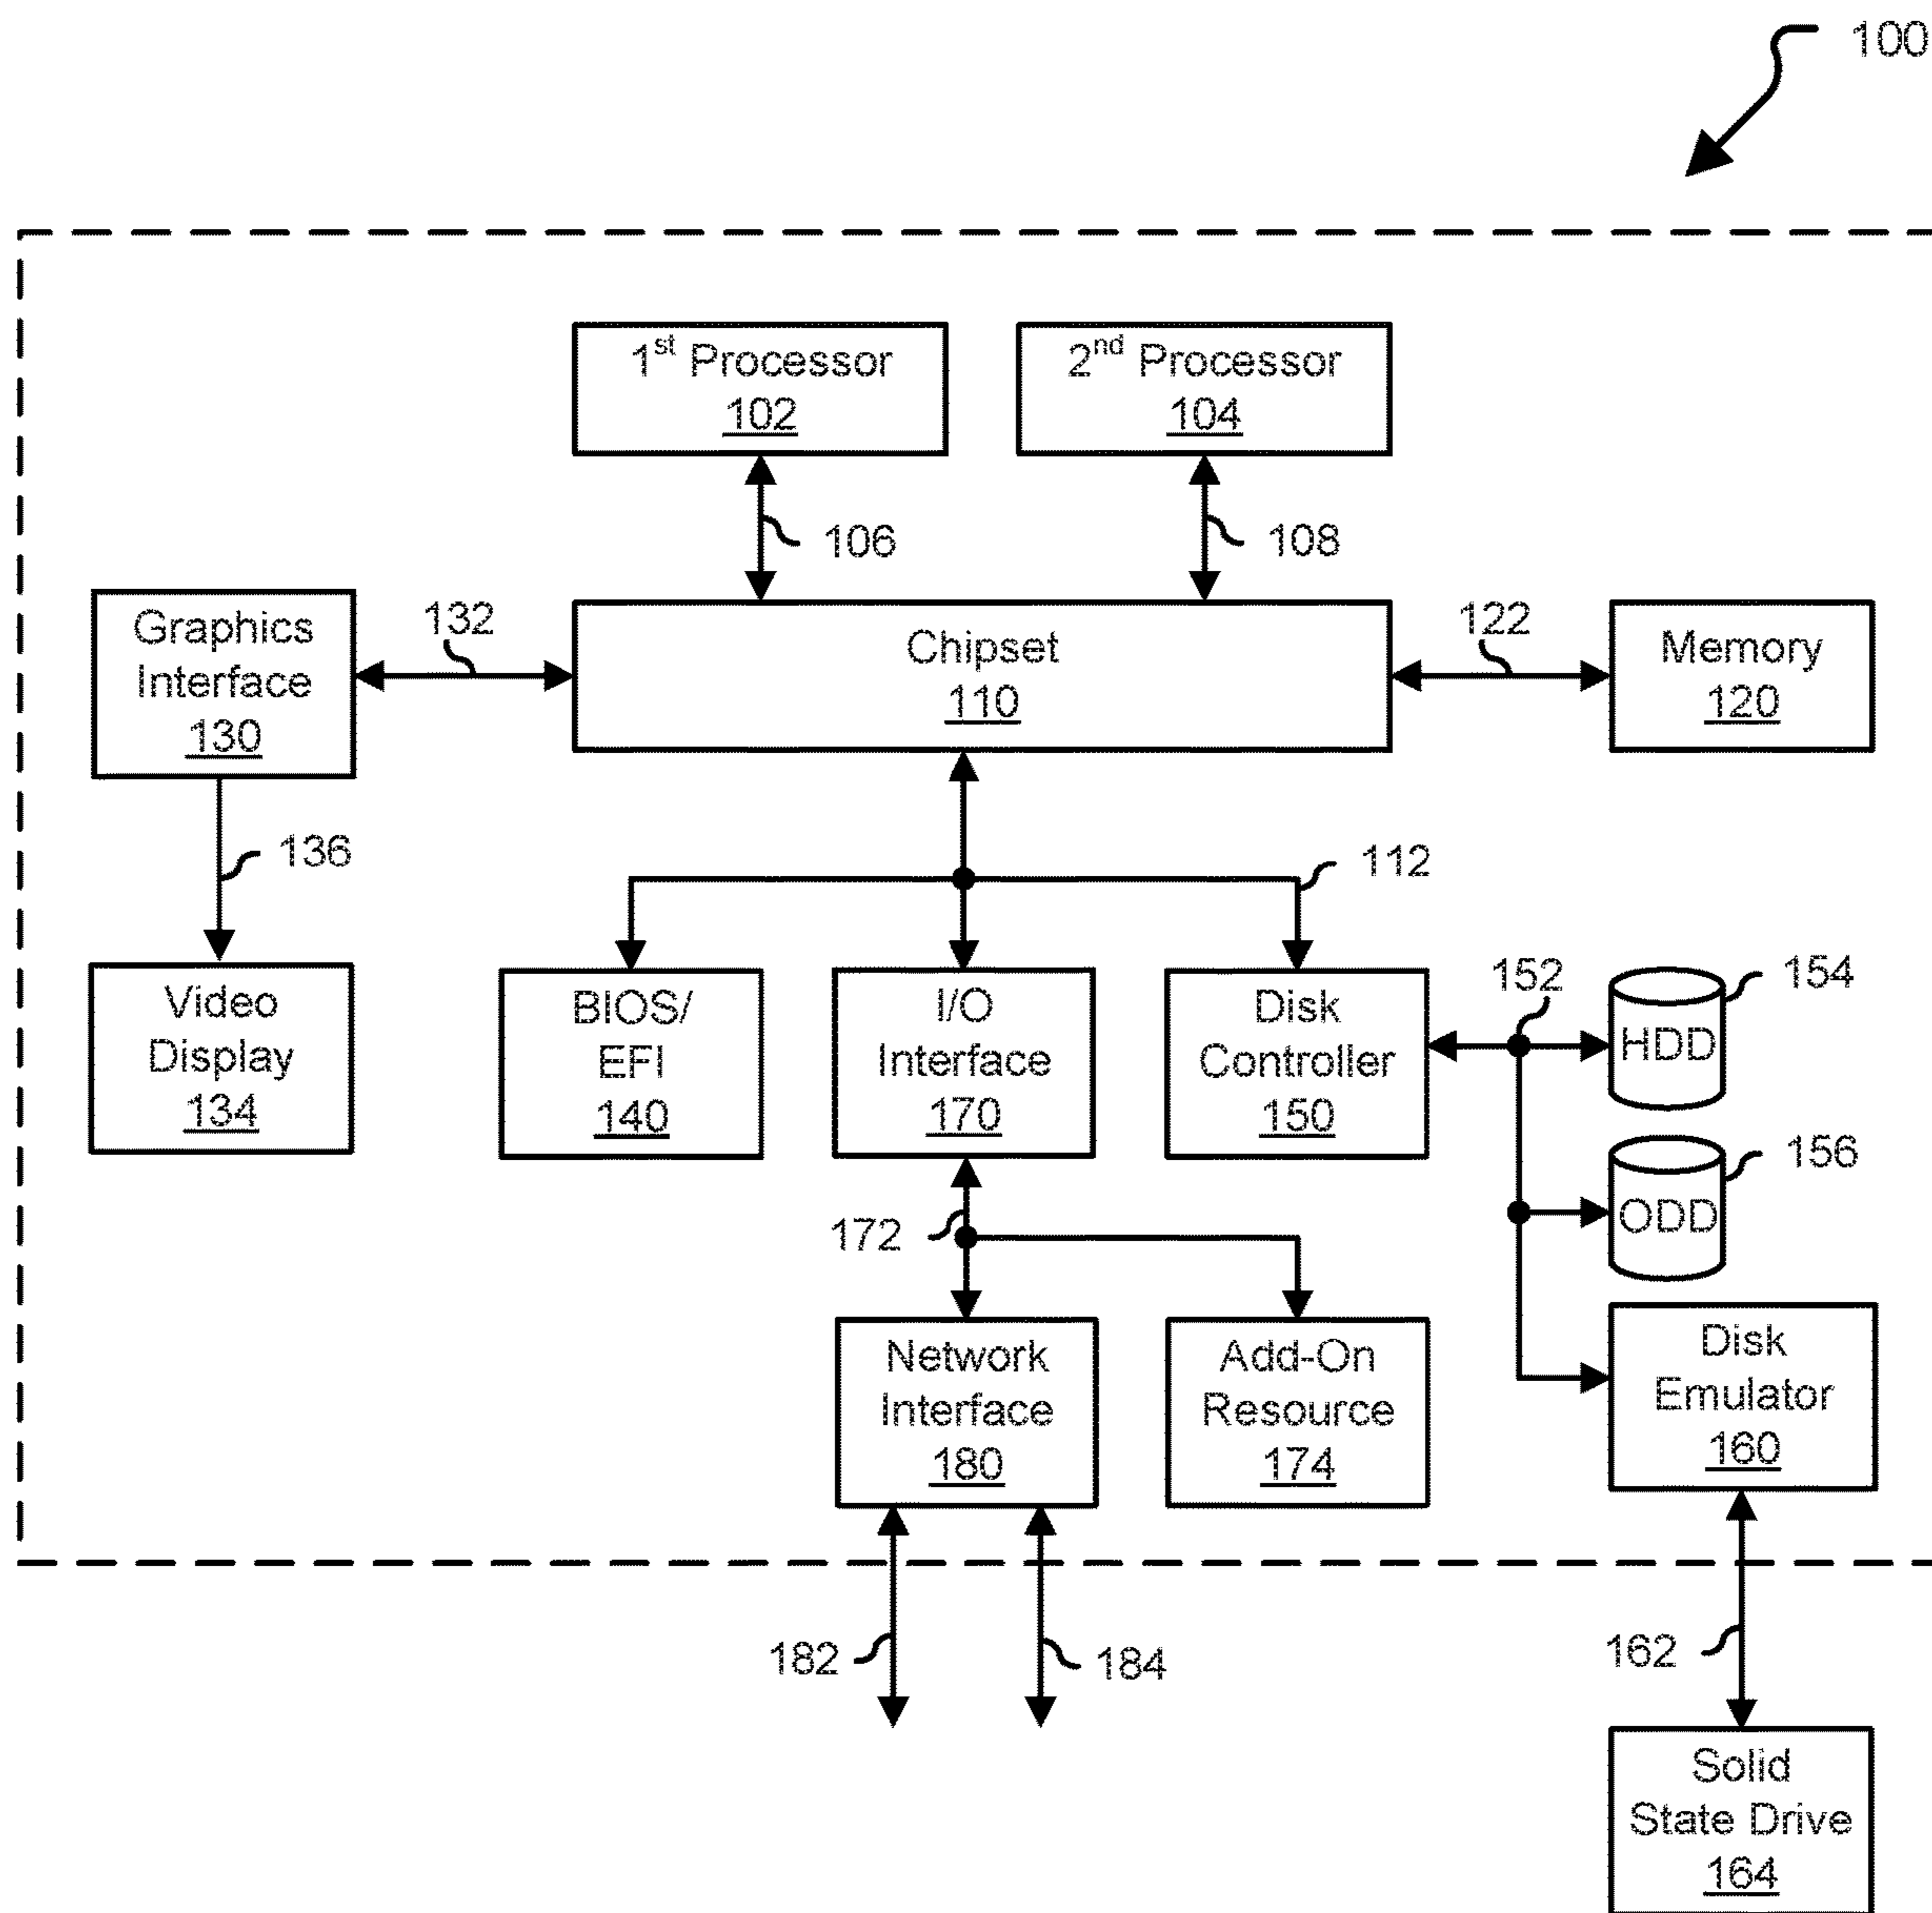 100
1st Processor
102
2nd Processor
104
106
108
Graphics
Interface
130
132
Chipset
110
122
Memory
120
136
112
Video
Display
134
BIOS/
EFI
140
I/O
Interface
170
Disk
Controller
150
152
HDD
154
ODD
156
172
Network
Interface
180
Add-On
Resource
174
Disk
Emulator
160
182
184
162
Solid
State Drive
164